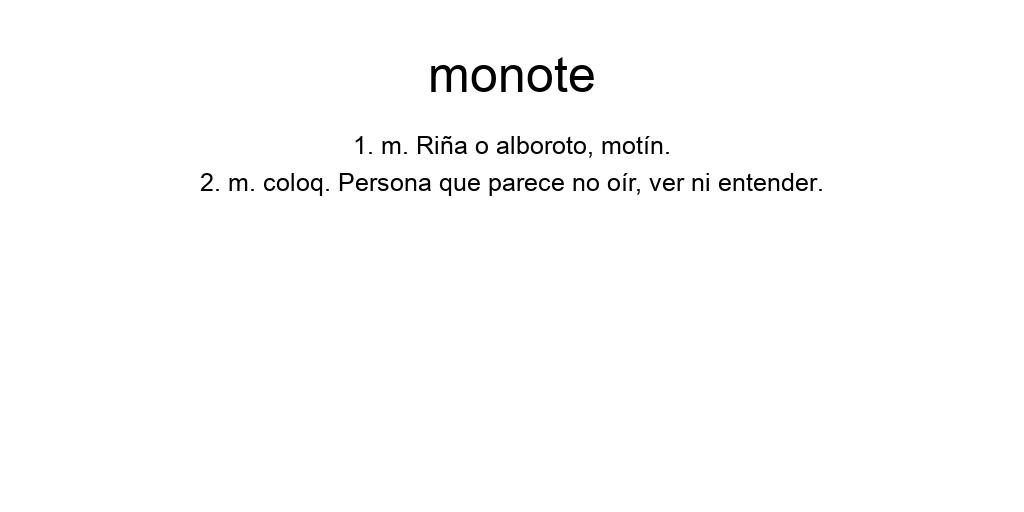 monote
1. m. Riña o alboroto, motín.
2. m. coloq. Persona que parece no oír, ver ni entender.